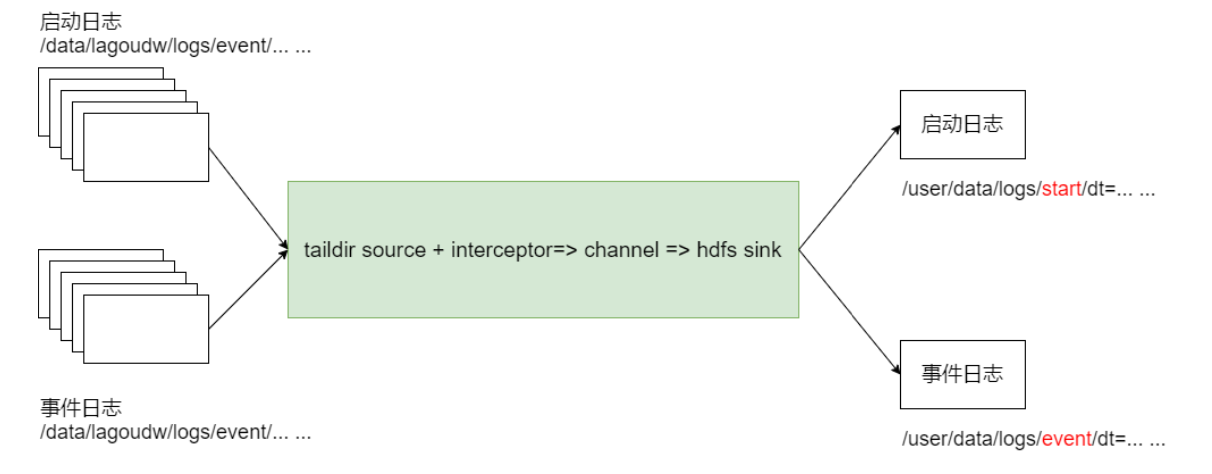 启动日志
/data/lagoudw/logs/event/... ...
taildir source + interceptor=> channel => hdfs sink
事件日志
/data/lagoudw/logs/event/... ...
启动日志
/user/data/logs/start/dt=... ...
事件日志
/user/data/logs/event/dt=... ...